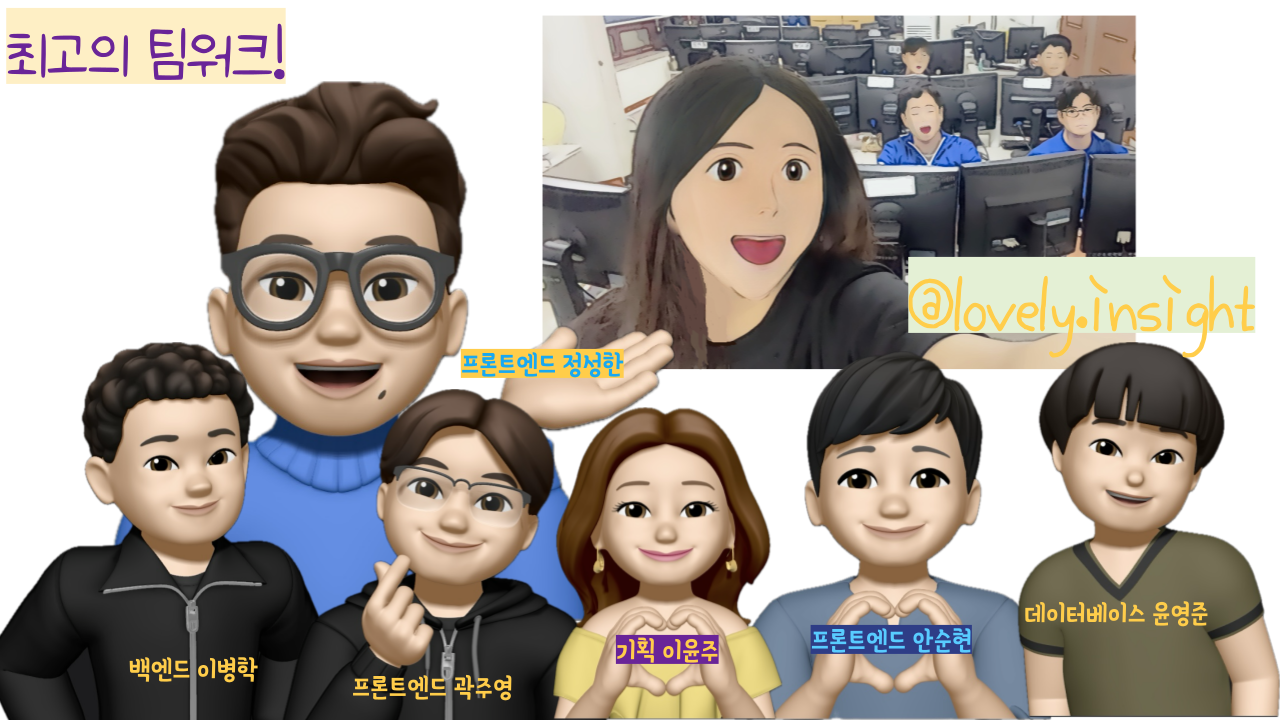 최고의 팀워크!
@lovely.insight
프론트엔드 정성한
백엔드 이병학
프론트엔드 곽주영
기획 이윤주
프론트엔드 안순현
데이터베이스 윤영준